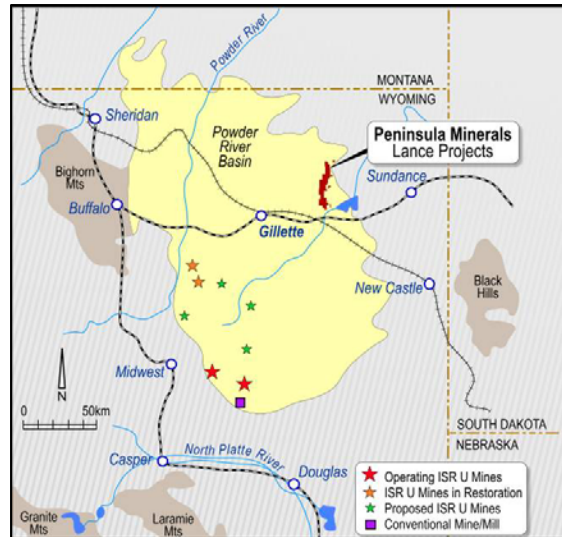 Powder River
MONTANA
WYOMING
Sheridan
Powder
River
Basin
Peninsula Minerals
Lance Projects
Bighorn
Mts
Sundance
Buffalo
Gillette
New Castle
Black
Hills
Midwest
N
0
50km
SOUTH DAKOTA
NEBRASKA
North Platte River
Casper
Douglas
Operating ISR U Mines
ISR U Mines in Restoration
Proposed ISR U Mines
Conventional Mine/Mill
Granite
Mts
Laramie
Mts